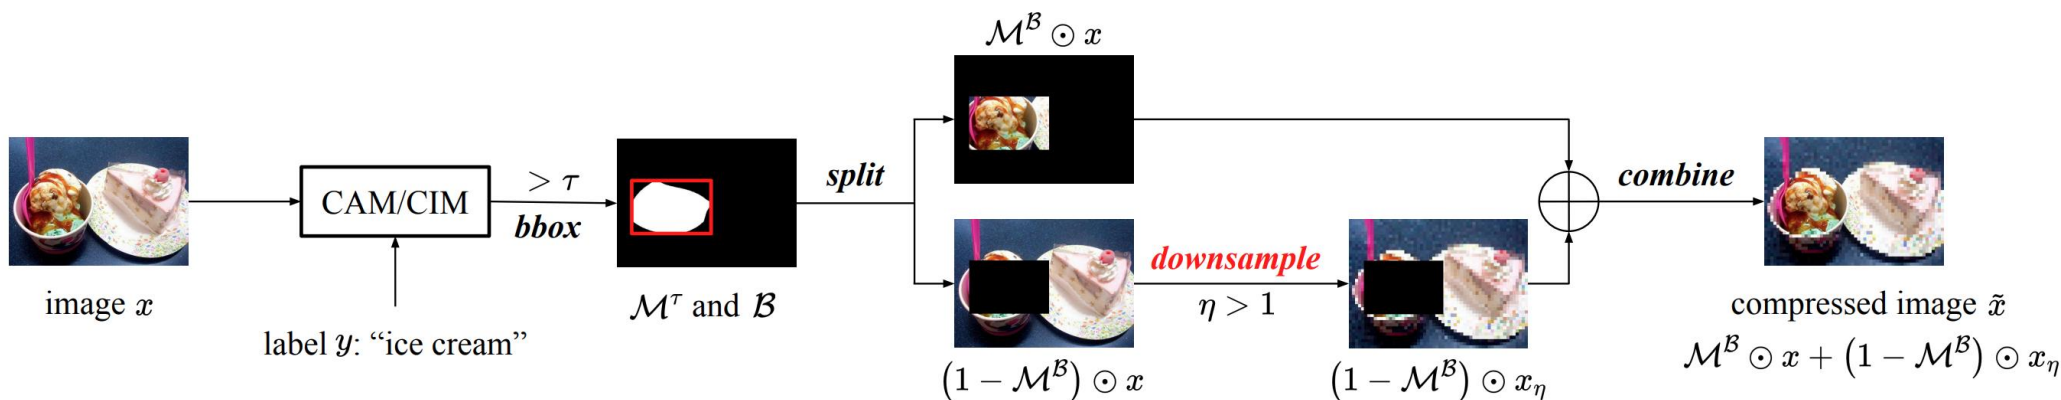 image x
CAM/CIM
label y: “ice cream”
> τ
bbox
ℳ^τ and ℬ
split
ℳ^ℬ ⊙ x
(1 − ℳ^ℬ) ⊙ x
downsample
η > 1
(1 − ℳ^ℬ) ⊙ x_η
combine
compressed image x̃
ℳ^ℬ ⊙ x + (1 − ℳ^ℬ) ⊙ x_η